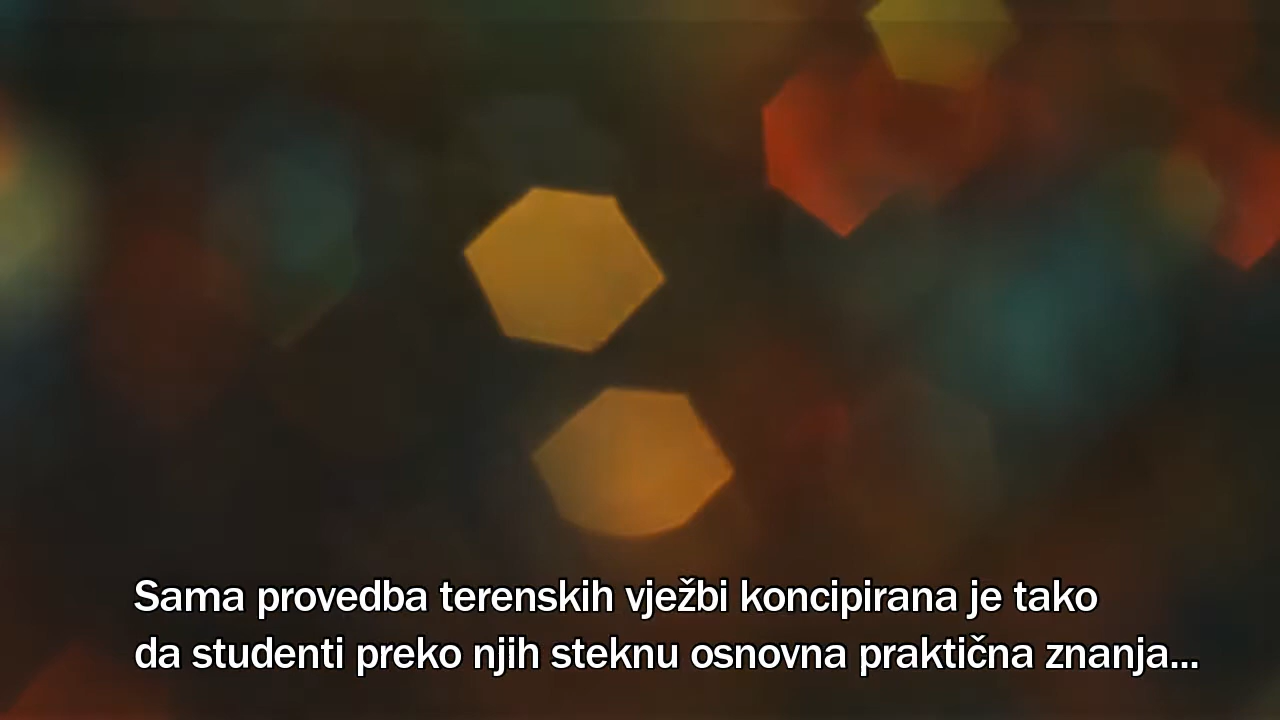 Sama provedba terenskih vježbi koncipirana je tako
da studenti preko njih steknu osnovna praktična znanja...